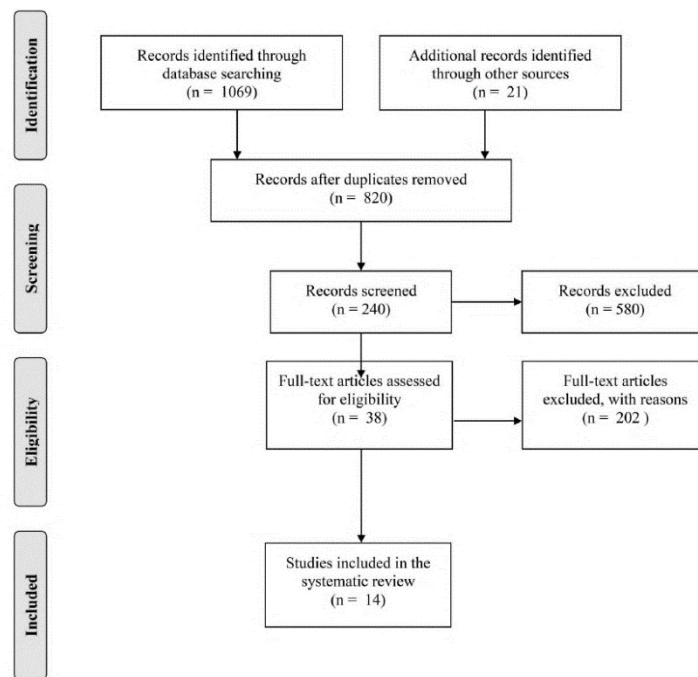 Identification
Records identified through
database searching
(n = 1069)
Additional records identified
through other sources
(n = 21)
Records after duplicates removed
(n = 820)
Screening
Records screened
(n = 240)
Records excluded
(n = 580)
Eligibility
Full-text articles assessed
for eligibility
(n = 38)
Full-text articles
excluded, with reasons
(n = 202 )
Included
Studies included in the
systematic review
(n = 14)